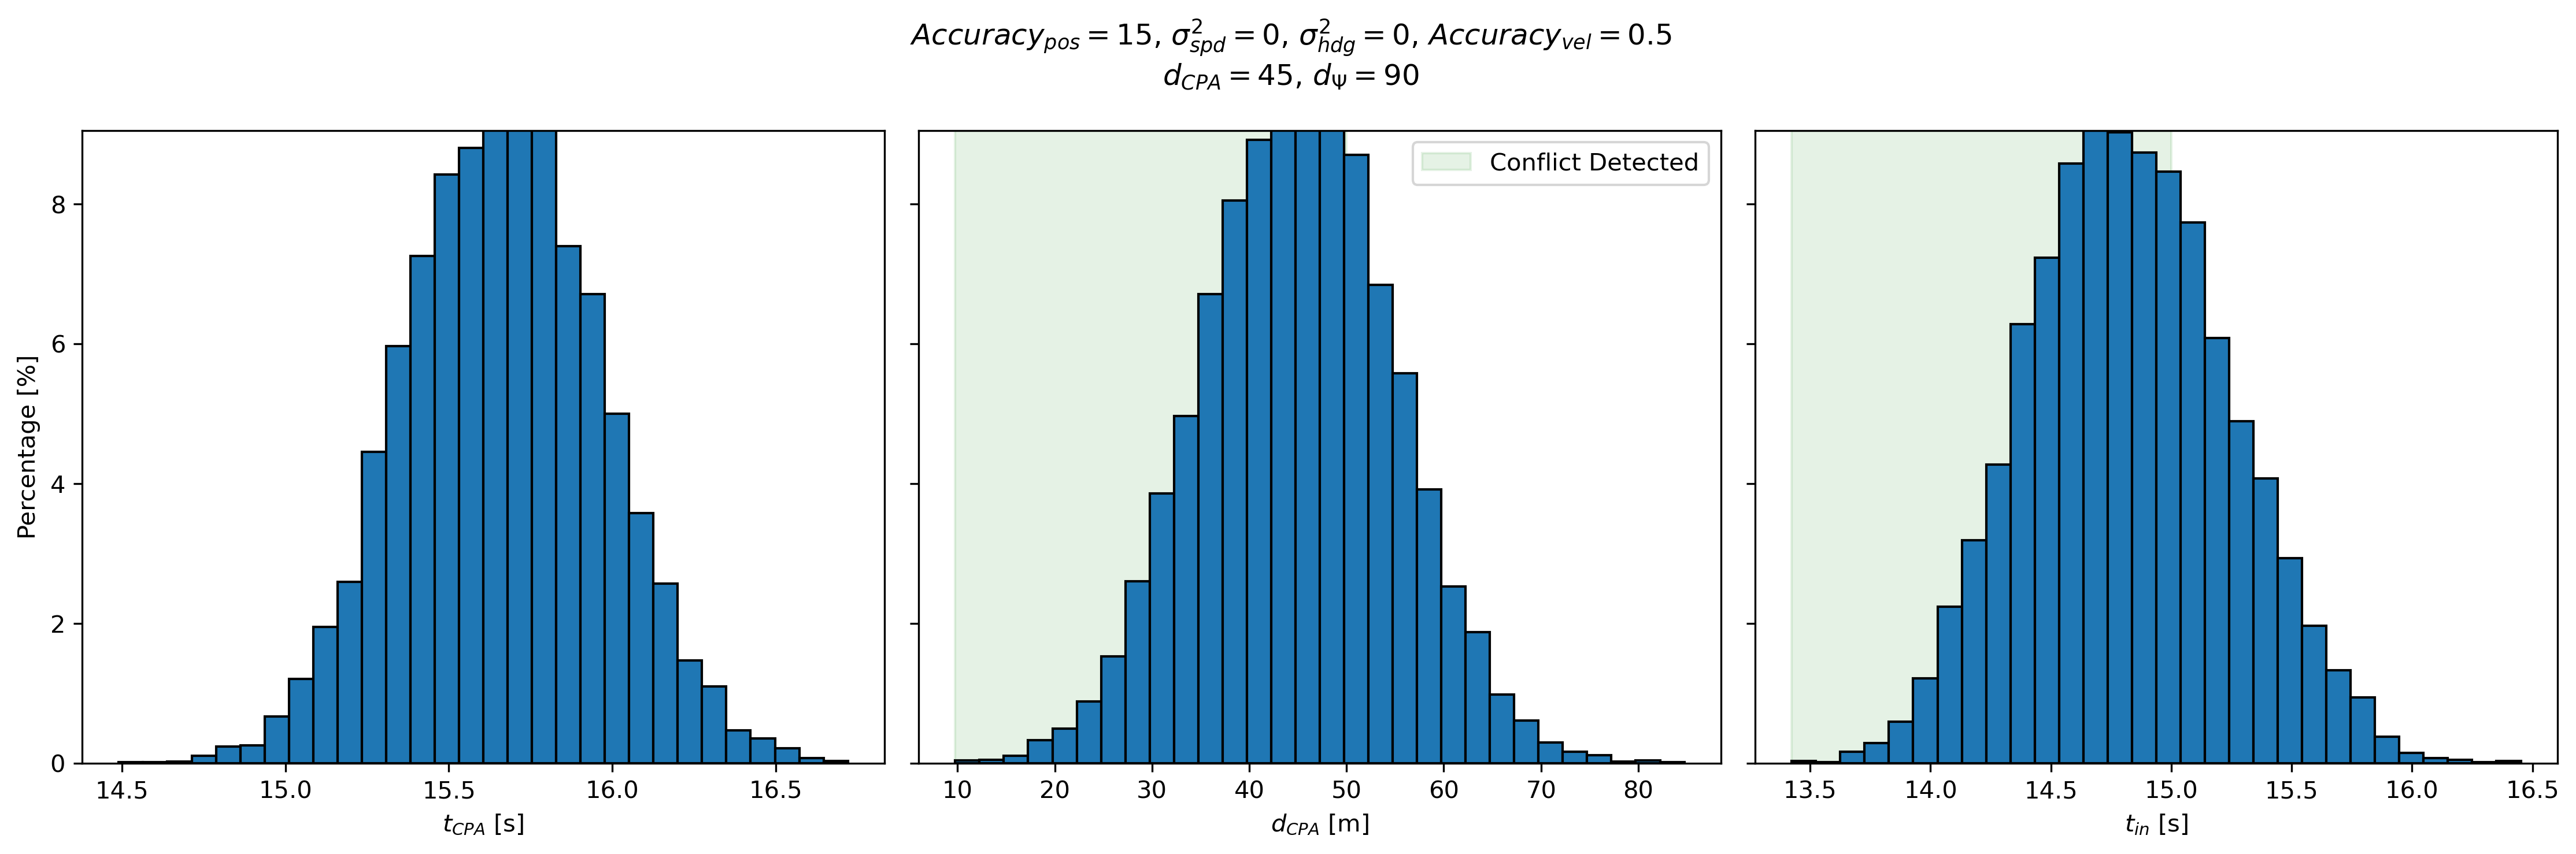 Accuracy_pos = 15, σ²_spd = 0, σ²_hdg = 0, Accuracy_vel = 0.5
d_CPA = 45, d_ψ = 90
Percentage [%]
8
6
4
2
0
14.5 15.0 15.5 16.0 16.5
t_CPA [s]
Conflict Detected
10 20 30 40 50 60 70 80
d_CPA [m]
13.5 14.0 14.5 15.0 15.5 16.0 16.5
t_in [s]